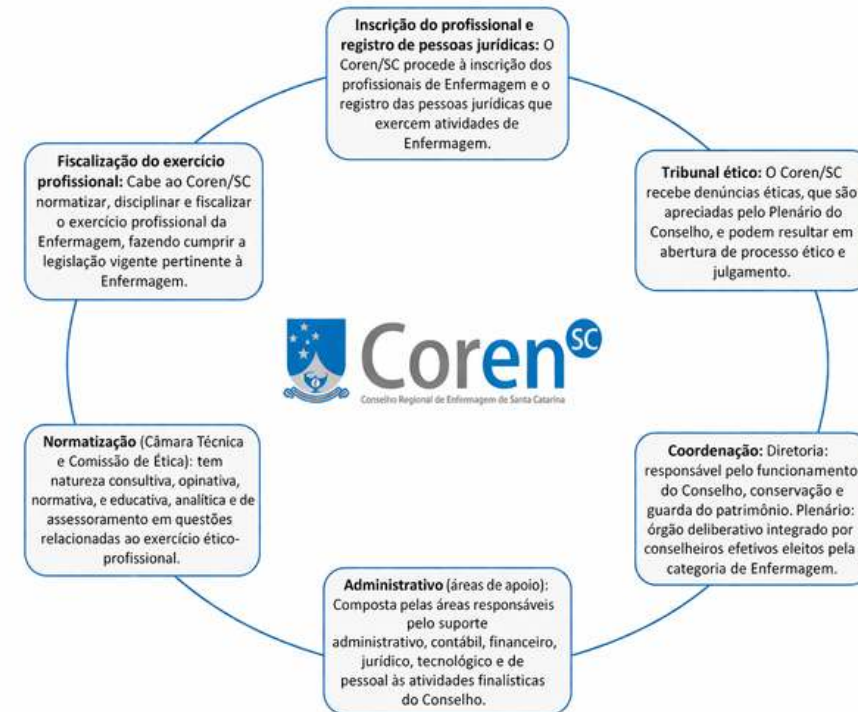 Inscrição do profissional e
registro de pessoas jurídicas: O
Coren/SC procede à inscrição dos
profissionais de Enfermagem e o
registro das pessoas jurídicas que
exercem atividades de
Enfermagem.
Tribunal ético: O Coren/SC
recebe denúncias éticas, que são
apreciadas pelo Plenário do
Conselho, e podem resultar em
abertura de processo ético e
julgamento.
Coordenação: Diretoria:
responsável pelo funcionamento
do Conselho, conservação e
guarda do patrimônio. Plenário:
órgão deliberativo integrado por
conselheiros efetivos eleitos pela
categoria de Enfermagem.
Administrativo (áreas de apoio):
Composta pelas áreas responsáveis
pelo suporte
administrativo, contábil, financeiro,
jurídico, tecnológico e de
pessoal às atividades finalísticas
do Conselho.
Normatização (Câmara Técnica
e Comissão de Ética): tem
natureza consultiva, opinativa,
normativa, e educativa, analítica e de
assessoramento em questões
relacionadas ao exercício ético-
profissional.
Fiscalização do exercício
profissional: Cabe ao Coren/SC
normatizar, disciplinar e fiscalizar
o exercício profissional da
Enfermagem, fazendo cumprir a
legislação vigente pertinente à
Enfermagem.
Coren SC
Conselho Regional de Enfermagem de Santa Catarina